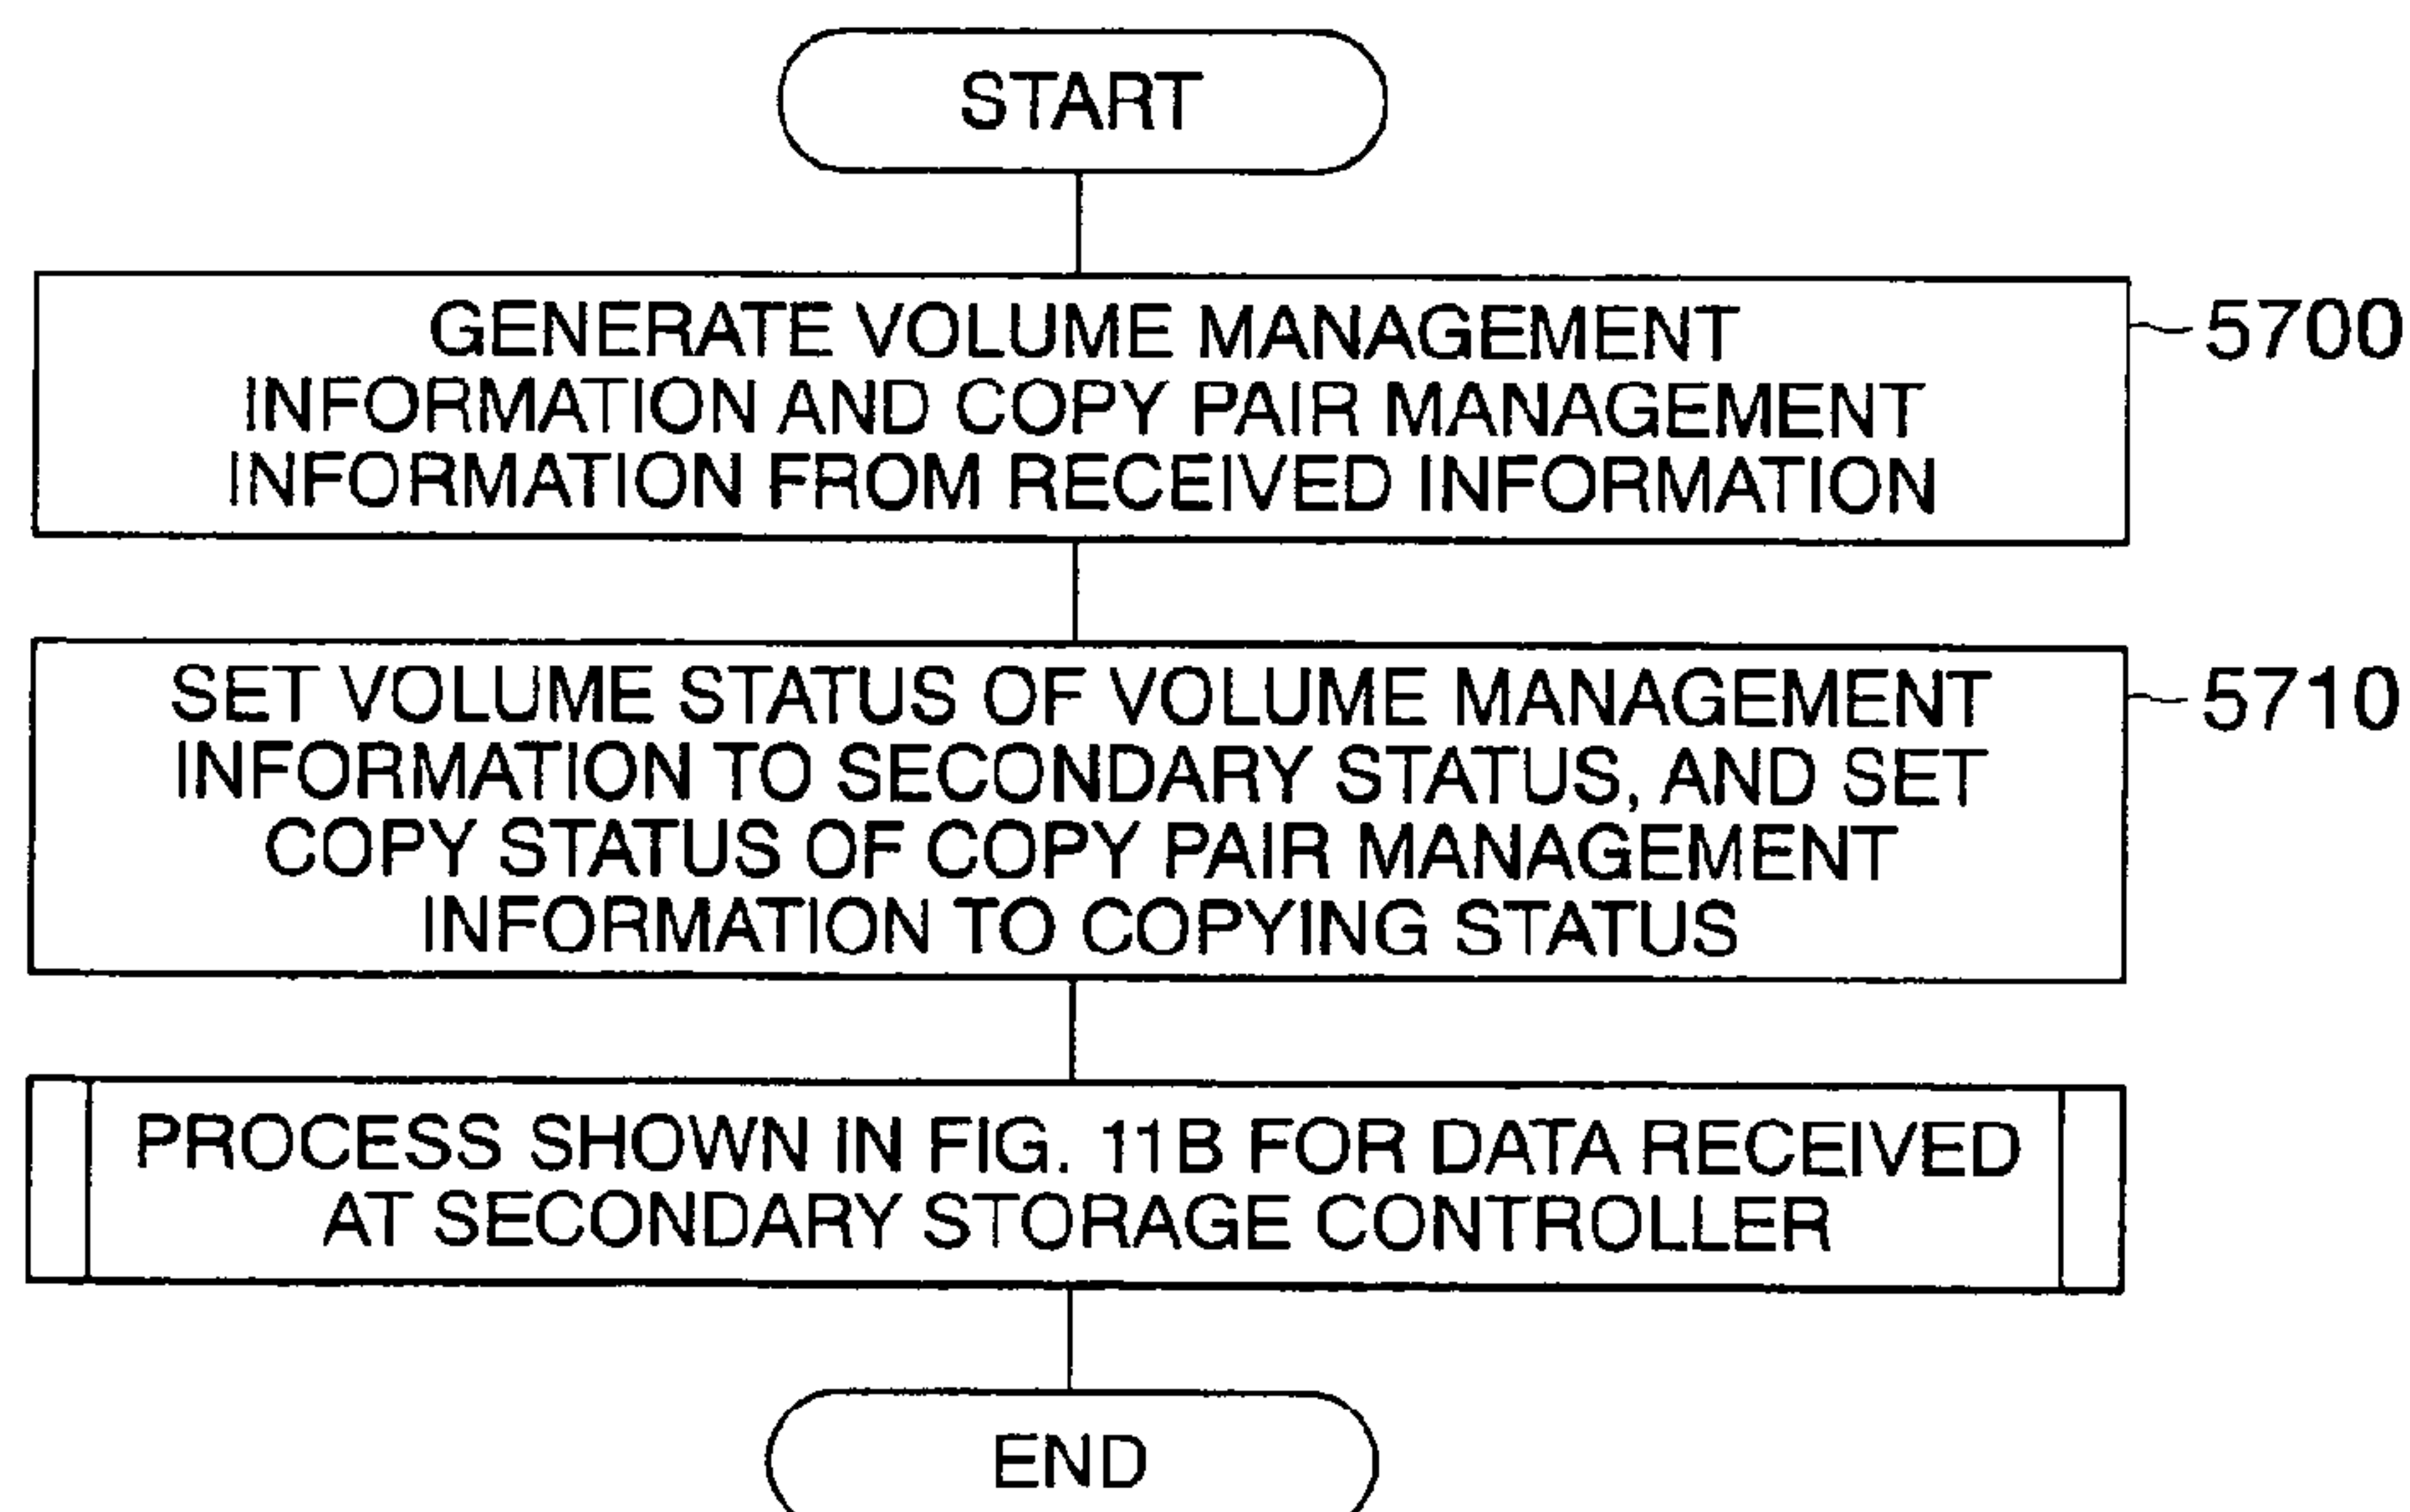 START
GENERATE VOLUME MANAGEMENT
INFORMATION AND COPY PAIR MANAGEMENT
INFORMATION FROM RECEIVED INFORMATION
5700
SET VOLUME STATUS OF VOLUME MANAGEMENT
INFORMATION TO SECONDARY STATUS, AND SET
COPY STATUS OF COPY PAIR MANAGEMENT
INFORMATION TO COPYING STATUS
5710
PROCESS SHOWN IN FIG. 11B FOR DATA RECEIVED
AT SECONDARY STORAGE CONTROLLER
END